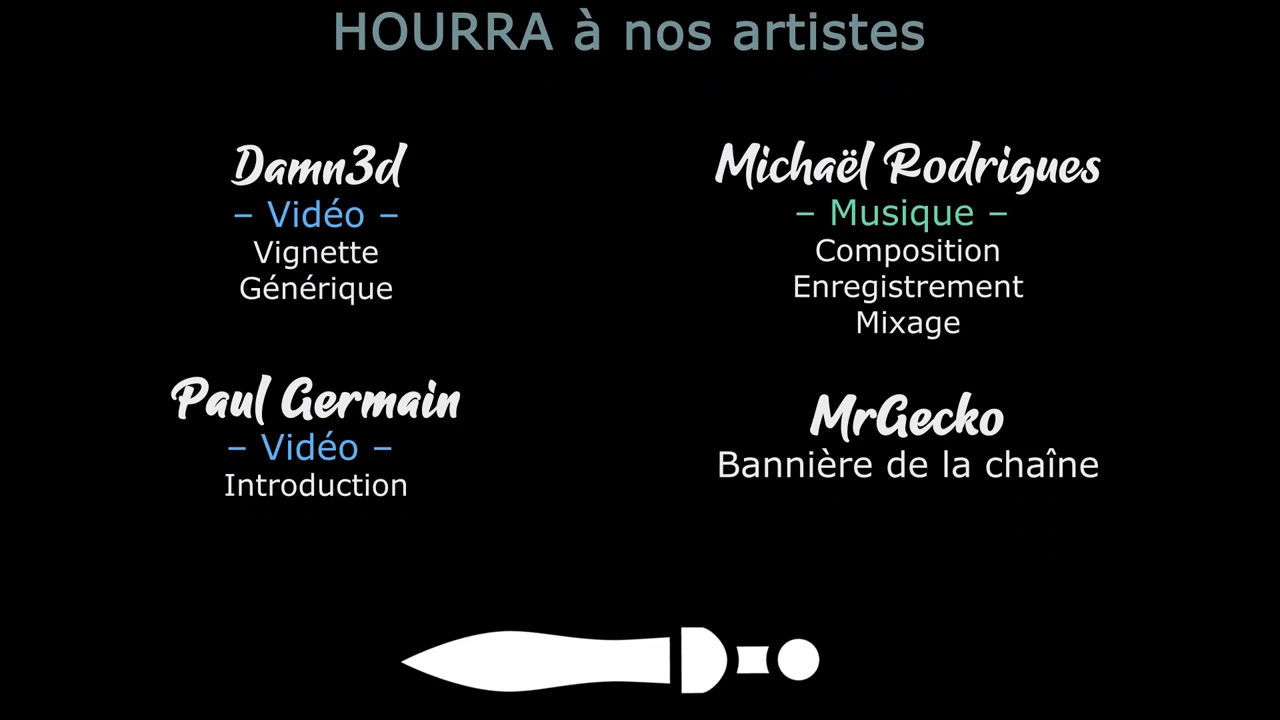 HOURRA à nos artistes
Damn3d
– Vidéo –
Vignette
Générique
Michaël Rodrigues
– Musique –
Composition
Enregistrement
Mixage
Paul Germain
– Vidéo –
Introduction
MrGecko
Bannière de la chaîne